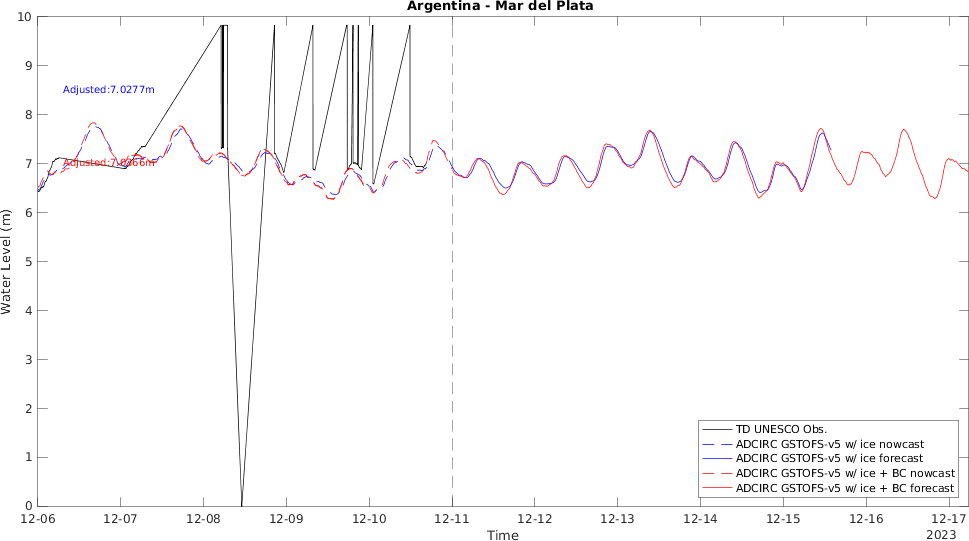 Argentina - Mar del Plata
10
9
Adjusted:7.0277m
8
7
6
5
4
3
2
1
0
Water Level (m)
TD UNESCO Obs.
ADCIRC GSTOFS-v5 w/ ice nowcast
ADCIRC GSTOFS-v5 w/ ice forecast
ADCIRC GSTOFS-v5 w/ ice + BC nowcast
ADCIRC GSTOFS-v5 w/ ice + BC forecast
12-06 12-07 12-08 12-09 12-10 12-11 12-12 12-13 12-14 12-15 12-16 12-17
Time
2023